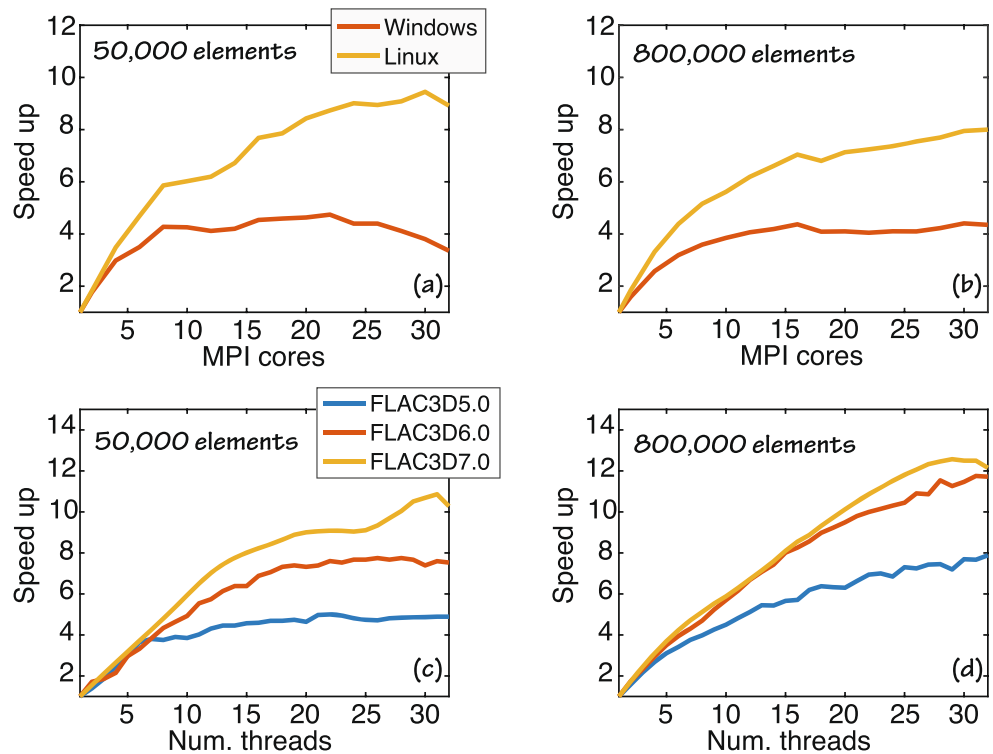 12
10
8
6
4
2
Speed up
50,000 elements
Windows
Linux
(a)
5 10 15 20 25 30
MPI cores
12
10
8
6
4
2
Speed up
800,000 elements
(b)
5 10 15 20 25 30
MPI cores
14
12
10
8
6
4
2
Speed up
50,000 elements
FLAC3D5.0
FLAC3D6.0
FLAC3D7.0
(c)
5 10 15 20 25 30
Num. threads
14
12
10
8
6
4
2
Speed up
800,000 elements
(d)
5 10 15 20 25 30
Num. threads